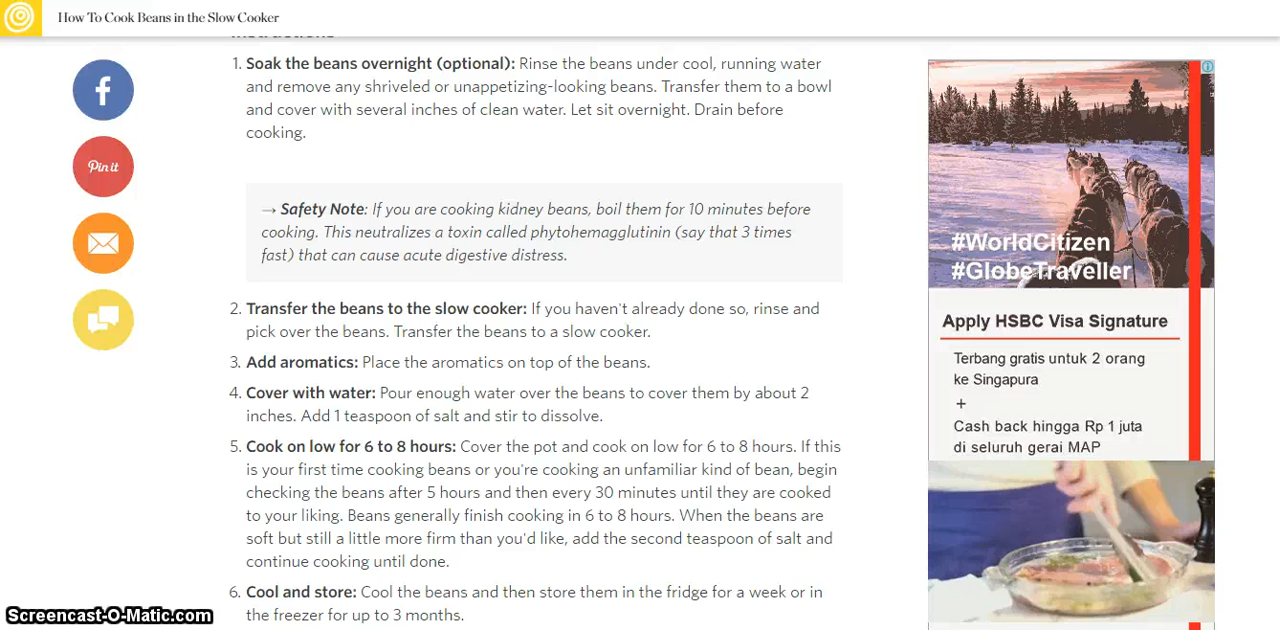 How To Cook Beans in the Slow Cooker
Instructions
1. Soak the beans overnight (optional): Rinse the beans under cool, running water
and remove any shriveled or unappetizing-looking beans. Transfer them to a bowl
and cover with several inches of clean water. Let sit overnight. Drain before
cooking.
→ Safety Note: If you are cooking kidney beans, boil them for 10 minutes before
cooking. This neutralizes a toxin called phytohemagglutinin (say that 3 times
fast) that can cause acute digestive distress.
2. Transfer the beans to the slow cooker: If you haven't already done so, rinse and
pick over the beans. Transfer the beans to a slow cooker.
3. Add aromatics: Place the aromatics on top of the beans.
4. Cover with water: Pour enough water over the beans to cover them by about 2
inches. Add 1 teaspoon of salt and stir to dissolve.
5. Cook on low for 6 to 8 hours: Cover the pot and cook on low for 6 to 8 hours. If this
is your first time cooking beans or you're cooking an unfamiliar kind of bean, begin
checking the beans after 5 hours and then every 30 minutes until they are cooked
to your liking. Beans generally finish cooking in 6 to 8 hours. When the beans are
soft but still a little more firm than you'd like, add the second teaspoon of salt and
continue cooking until done.
6. Cool and store: Cool the beans and then store them in the fridge for a week or in
the freezer for up to 3 months.
f
Pin it
#WorldCitizen
#GlobeTraveller
Apply HSBC Visa Signature
Terbang gratis untuk 2 orang
ke Singapura
+
Cash back hingga Rp 1 juta
di seluruh gerai MAP
Screencast-O-Matic.com